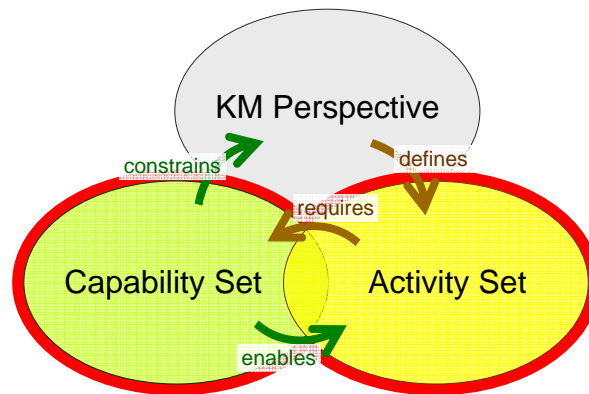 KM Perspective
constrains
defines
requires
Capability Set
Activity Set
enables